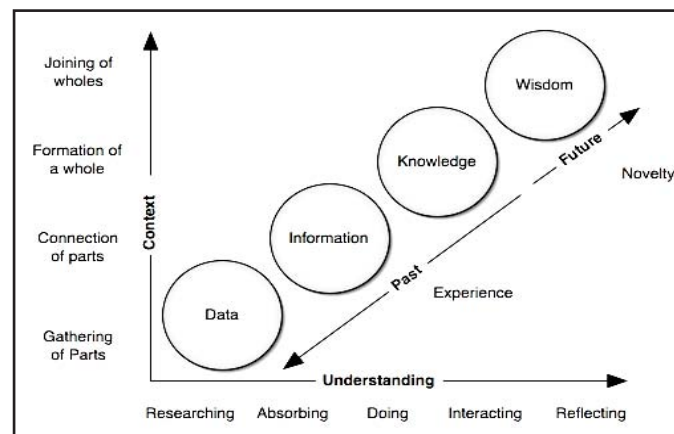 Joining of
wholes
Wisdom
Formation of
a whole
Knowledge
Future
Novelty
Context
Connection
of parts
Information
Past
Experience
Data
Gathering
of Parts
Understanding
Researching
Absorbing
Doing
Interacting
Reflecting